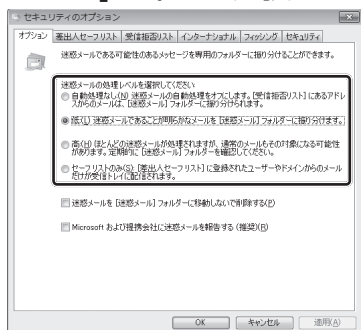 セキュリティのオプション
オプション 差出人セーフリスト 受信拒否リスト インターナショナル フィッシング セキュリティ
迷惑メールである可能性のあるメッセージを専用のフォルダーに振り分けることができます。
迷惑メールの処理レベルを選択してください
自動処理なし(N) 迷惑メールの自動処理をオフにします。[受信拒否リスト] にあるアドレ
スからのメールは、[迷惑メール] フォルダーに振り分けられます。
低(L) 迷惑メールであることが明らかなメールを [迷惑メール] フォルダーに振り分けます。
高(H) ほとんどの迷惑メールが処理されますが、通常のメールもその対象になる可能性
があります。定期的に [迷惑メール] フォルダーを確認してください。
セーフリストのみ(S) [差出人セーフリスト] に登録されたユーザーやドメインからのメール
だけが受信トレイに配信されます。
迷惑メールを [迷惑メール] フォルダーに移動しないで削除する(P)
Microsoft および提携会社に迷惑メールを報告する (推奨)(R)
OK キャンセル 適用(A)